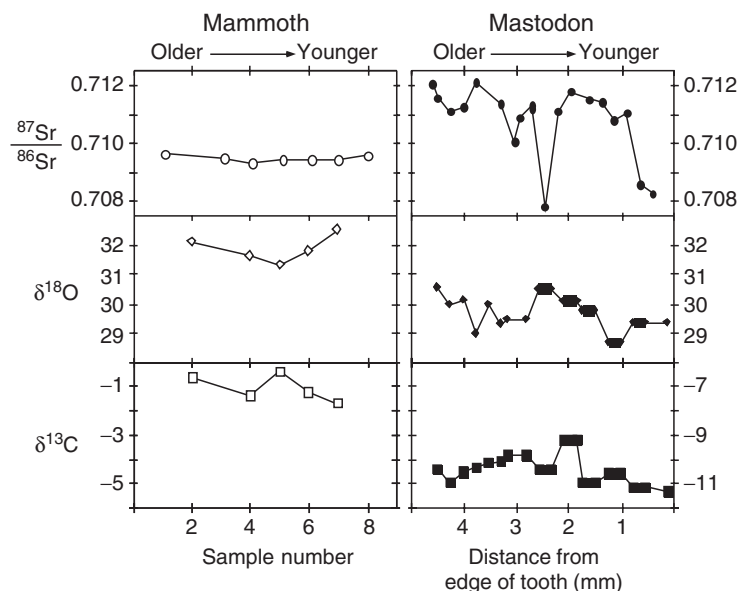 Mammoth
Older Younger
Mastodon
Older Younger
87Sr
86Sr
0.712
0.710
0.708
0.712
0.710
0.708
δ18O
32
31
30
29
32
31
30
29
δ13C
–1
–3
–5
–7
–9
–11
2 4 6 8
Sample number
4 3 2 1
Distance from
edge of tooth (mm)